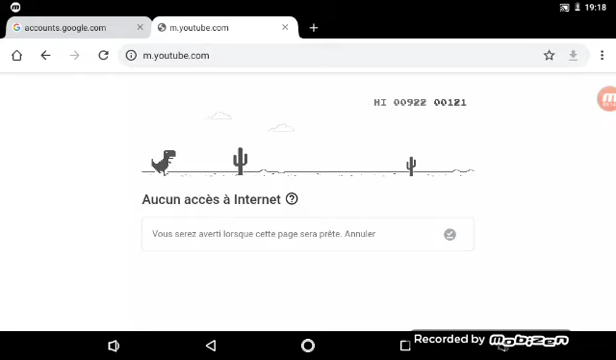 19:18
accounts.google.com
m.youtube.com
m.youtube.com
HI 00922 00121
Aucun accès à Internet
Vous serez averti lorsque cette page sera prête. Annuler
Recorded by mobizen